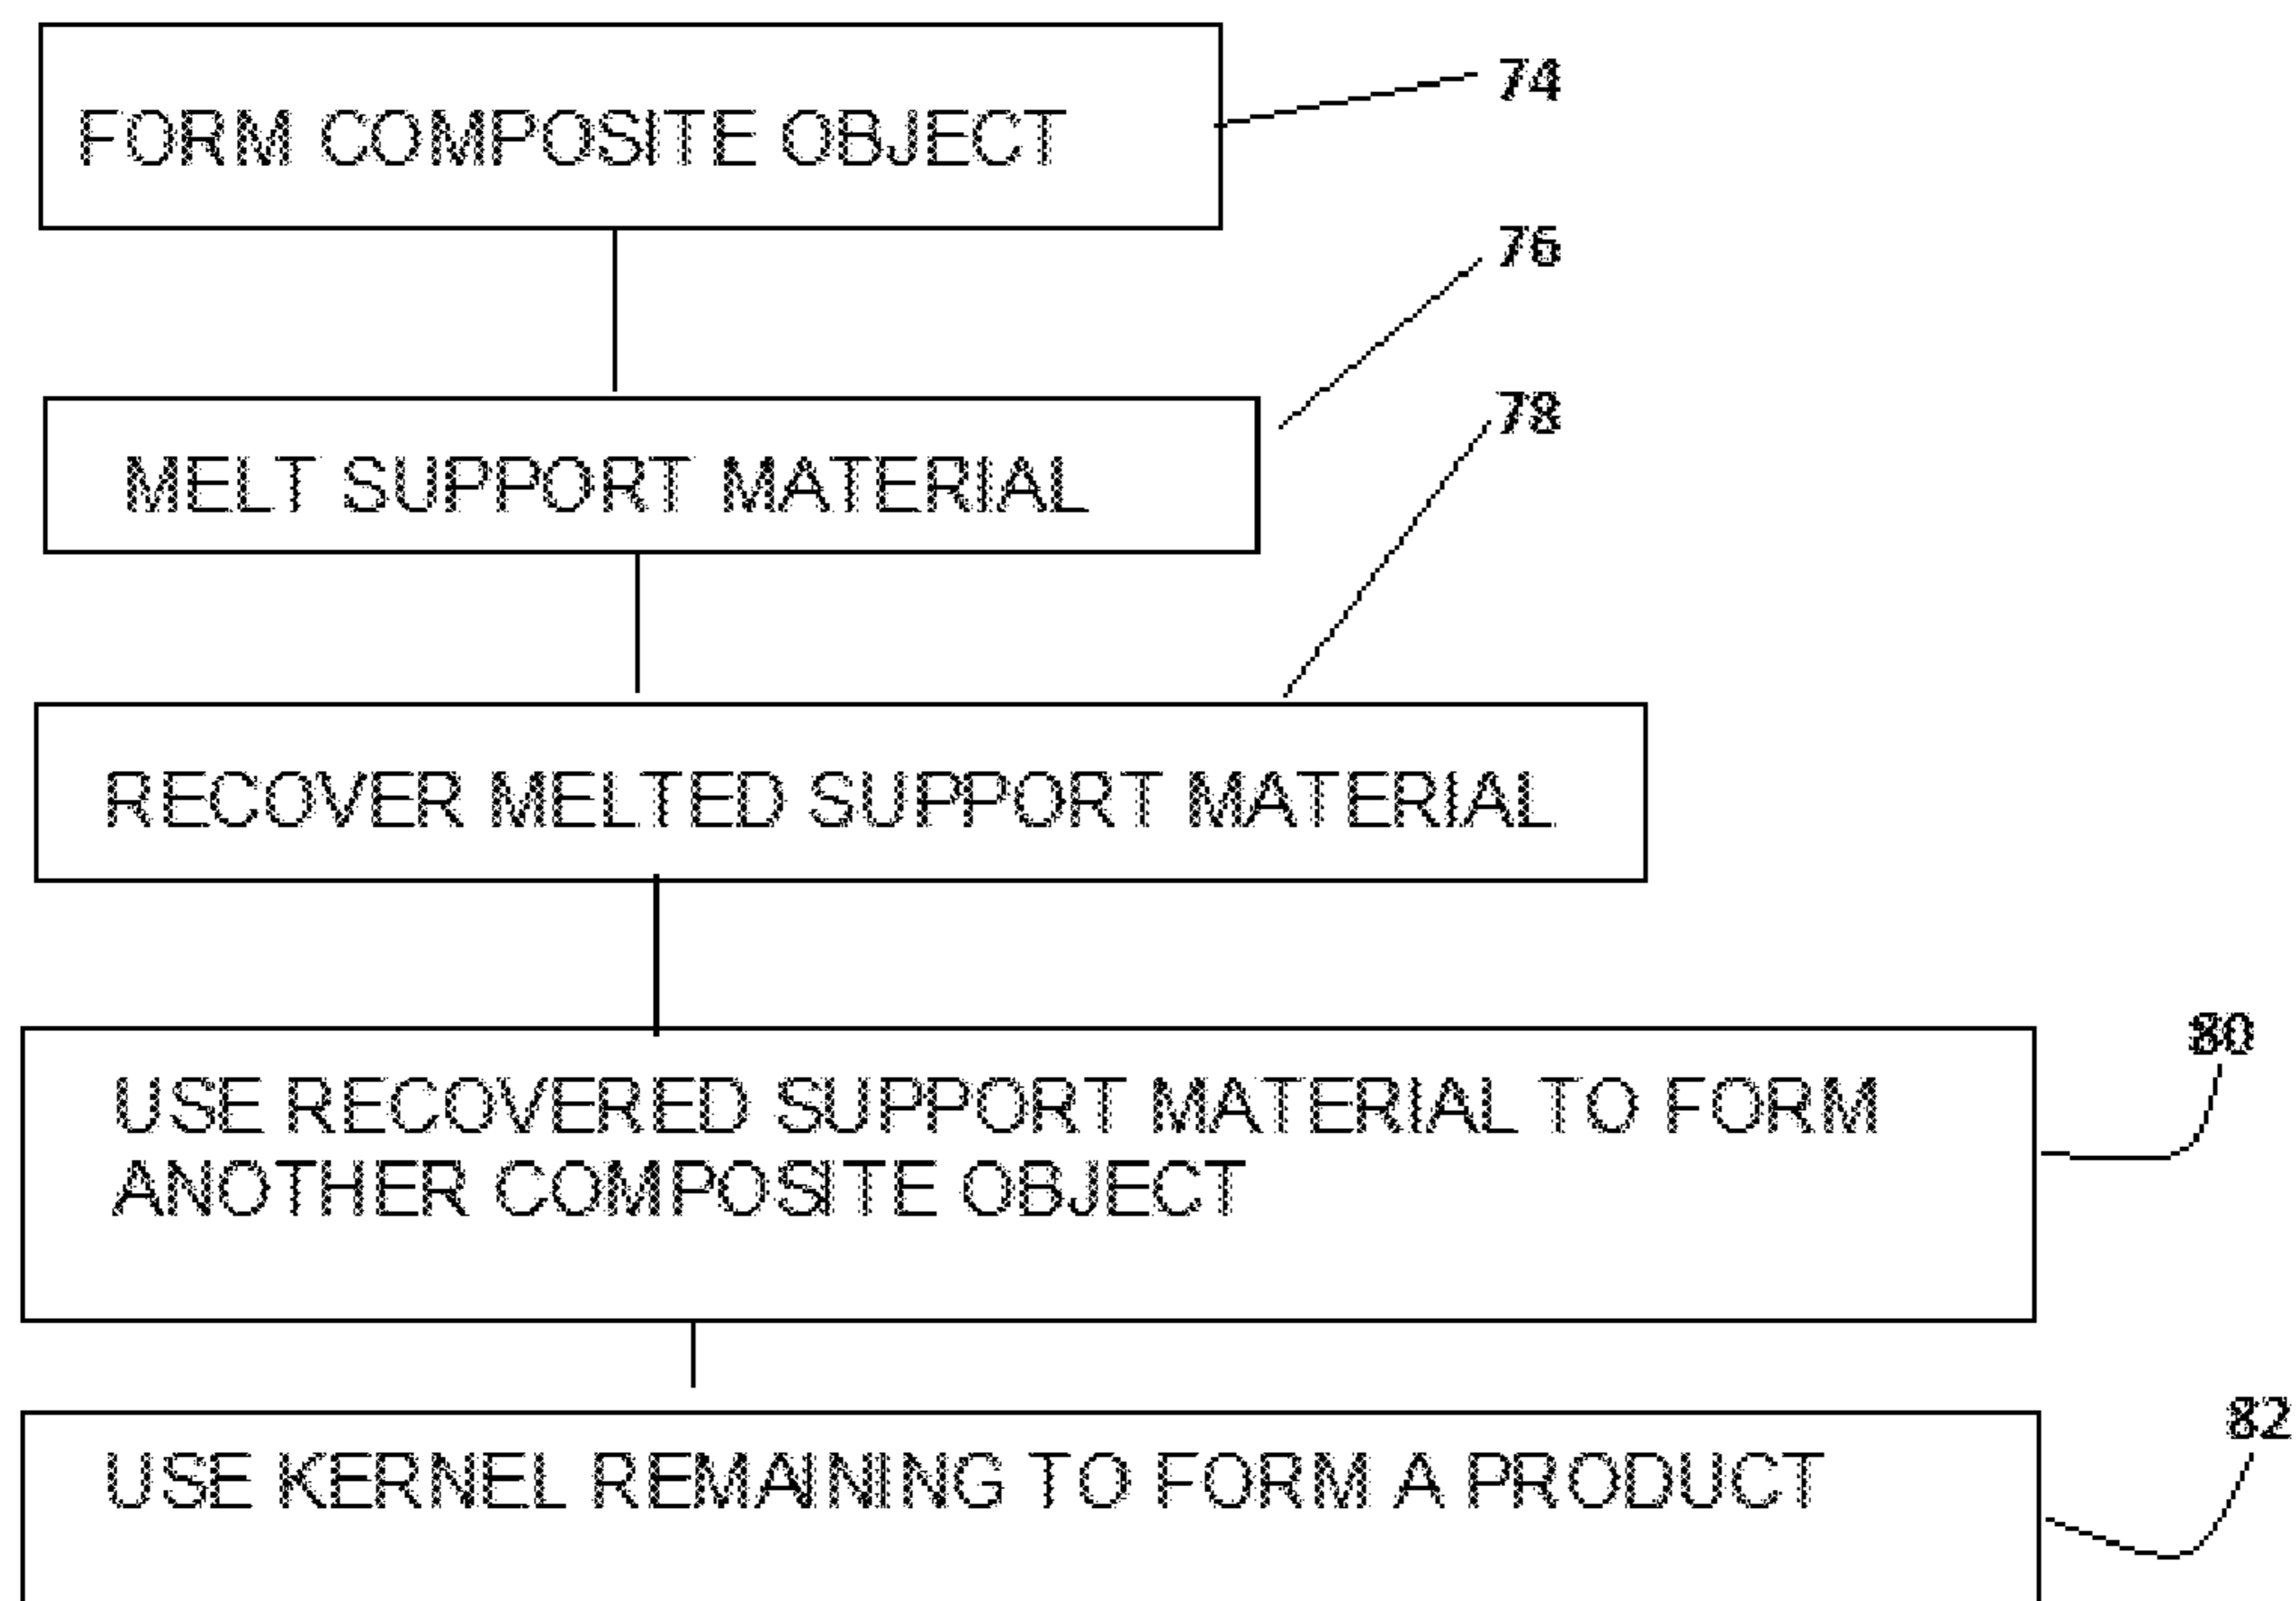 FORM COMPOSITE OBJECT
74
76
MELT SUPPORT MATERIAL
78
RECOVER MELTED SUPPORT MATERIAL
80
USE RECOVERED SUPPORT MATERIAL TO FORM
ANOTHER COMPOSITE OBJECT
82
USE KERNEL REMAINING TO FORM A PRODUCT